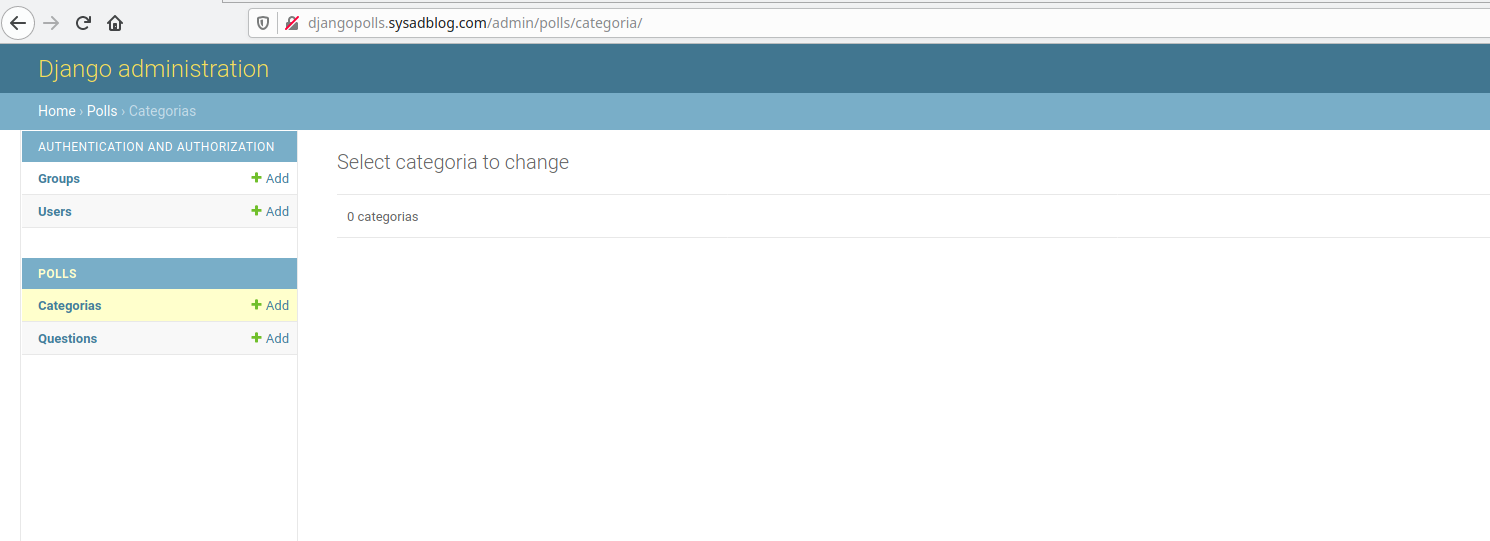 djangopolls.sysadblog.com/admin/polls/categoria/
Django administration
Home › Polls › Categorias
AUTHENTICATION AND AUTHORIZATION
Groups + Add
Users + Add
POLLS
Categorias + Add
Questions + Add
Select categoria to change
0 categorias